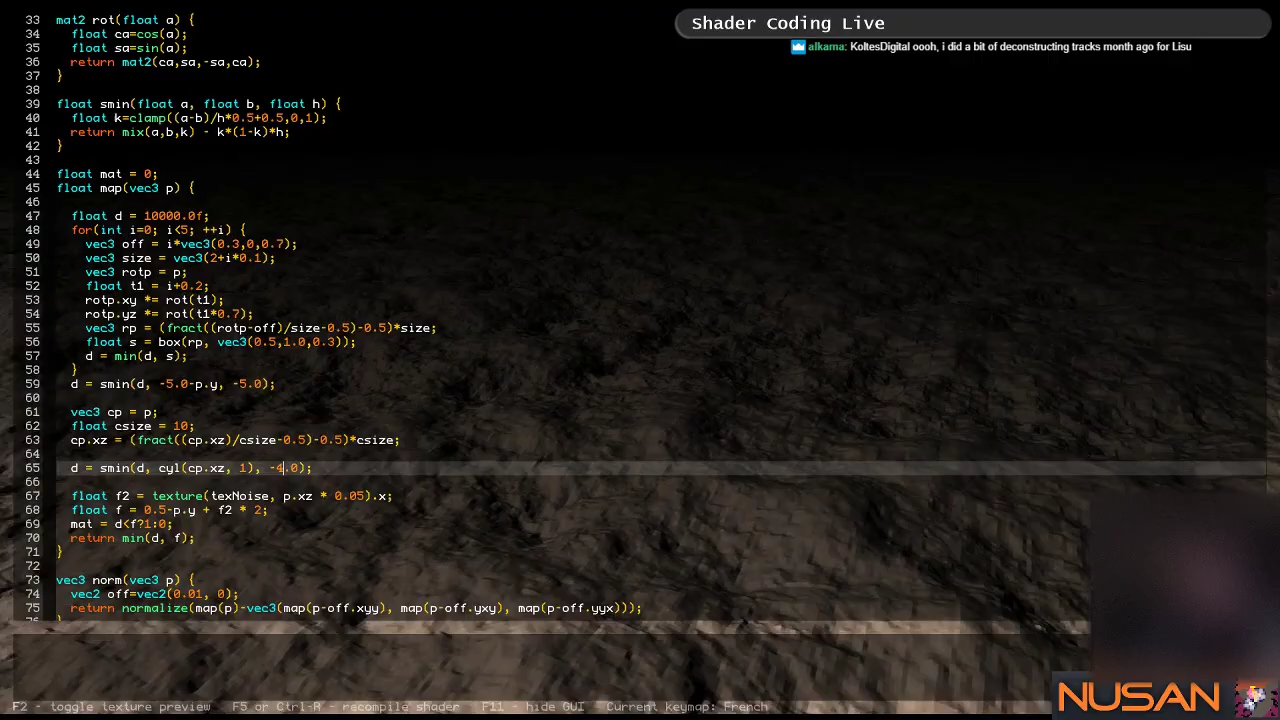 Shader Coding Live
alkama: KoltesDigital oooh, i did a bit of deconstructing tracks month ago for Lisu
33 mat2 rot(float a) {
34 float ca=cos(a);
35 float sa=sin(a);
36 return mat2(ca,sa,-sa,ca);
37 }
38
39 float smin(float a, float b, float h) {
40 float k=clamp((a-b)/h*0.5+0.5,0,1);
41 return mix(a,b,k) - k*(1-k)*h;
42 }
43
44 float mat = 0;
45 float map(vec3 p) {
46
47 float d = 10000.0f;
48 for(int i=0; i<5; ++i) {
49 vec3 off = i*vec3(0.3,0,0.7);
50 vec3 size = vec3(2+i*0.1);
51 vec3 rotp = p;
52 float t1 = i+0.2;
53 rotp.xy *= rot(t1);
54 rotp.yz *= rot(t1*0.7);
55 vec3 rp = (fract((rotp-off)/size-0.5)-0.5)*size;
56 float s = box(rp, vec3(0.5,1.0,0.3));
57 d = min(d, s);
58 }
59 d = smin(d, -5.0-p.y, -5.0);
60
61 vec3 cp = p;
62 float csize = 10;
63 cp.xz = (fract((cp.xz)/csize-0.5)-0.5)*csize;
64
65 d = smin(d, cyl(cp.xz, 1), -4.0);
66
67 float f2 = texture(texNoise, p.xz * 0.05).x;
68 float f = 0.5-p.y + f2 * 2;
69 mat = d<f?1:0;
70 return min(d, f);
71 }
72
73 vec3 norm(vec3 p) {
74 vec2 off=vec2(0.01, 0);
75 return normalize(map(p)-vec3(map(p-off.xyy), map(p-off.yxy), map(p-off.yyx)));
F2 - toggle texture preview F5 or Ctrl-R - recompile shader F11 - hide GUI Current keymap: French
NUSAN